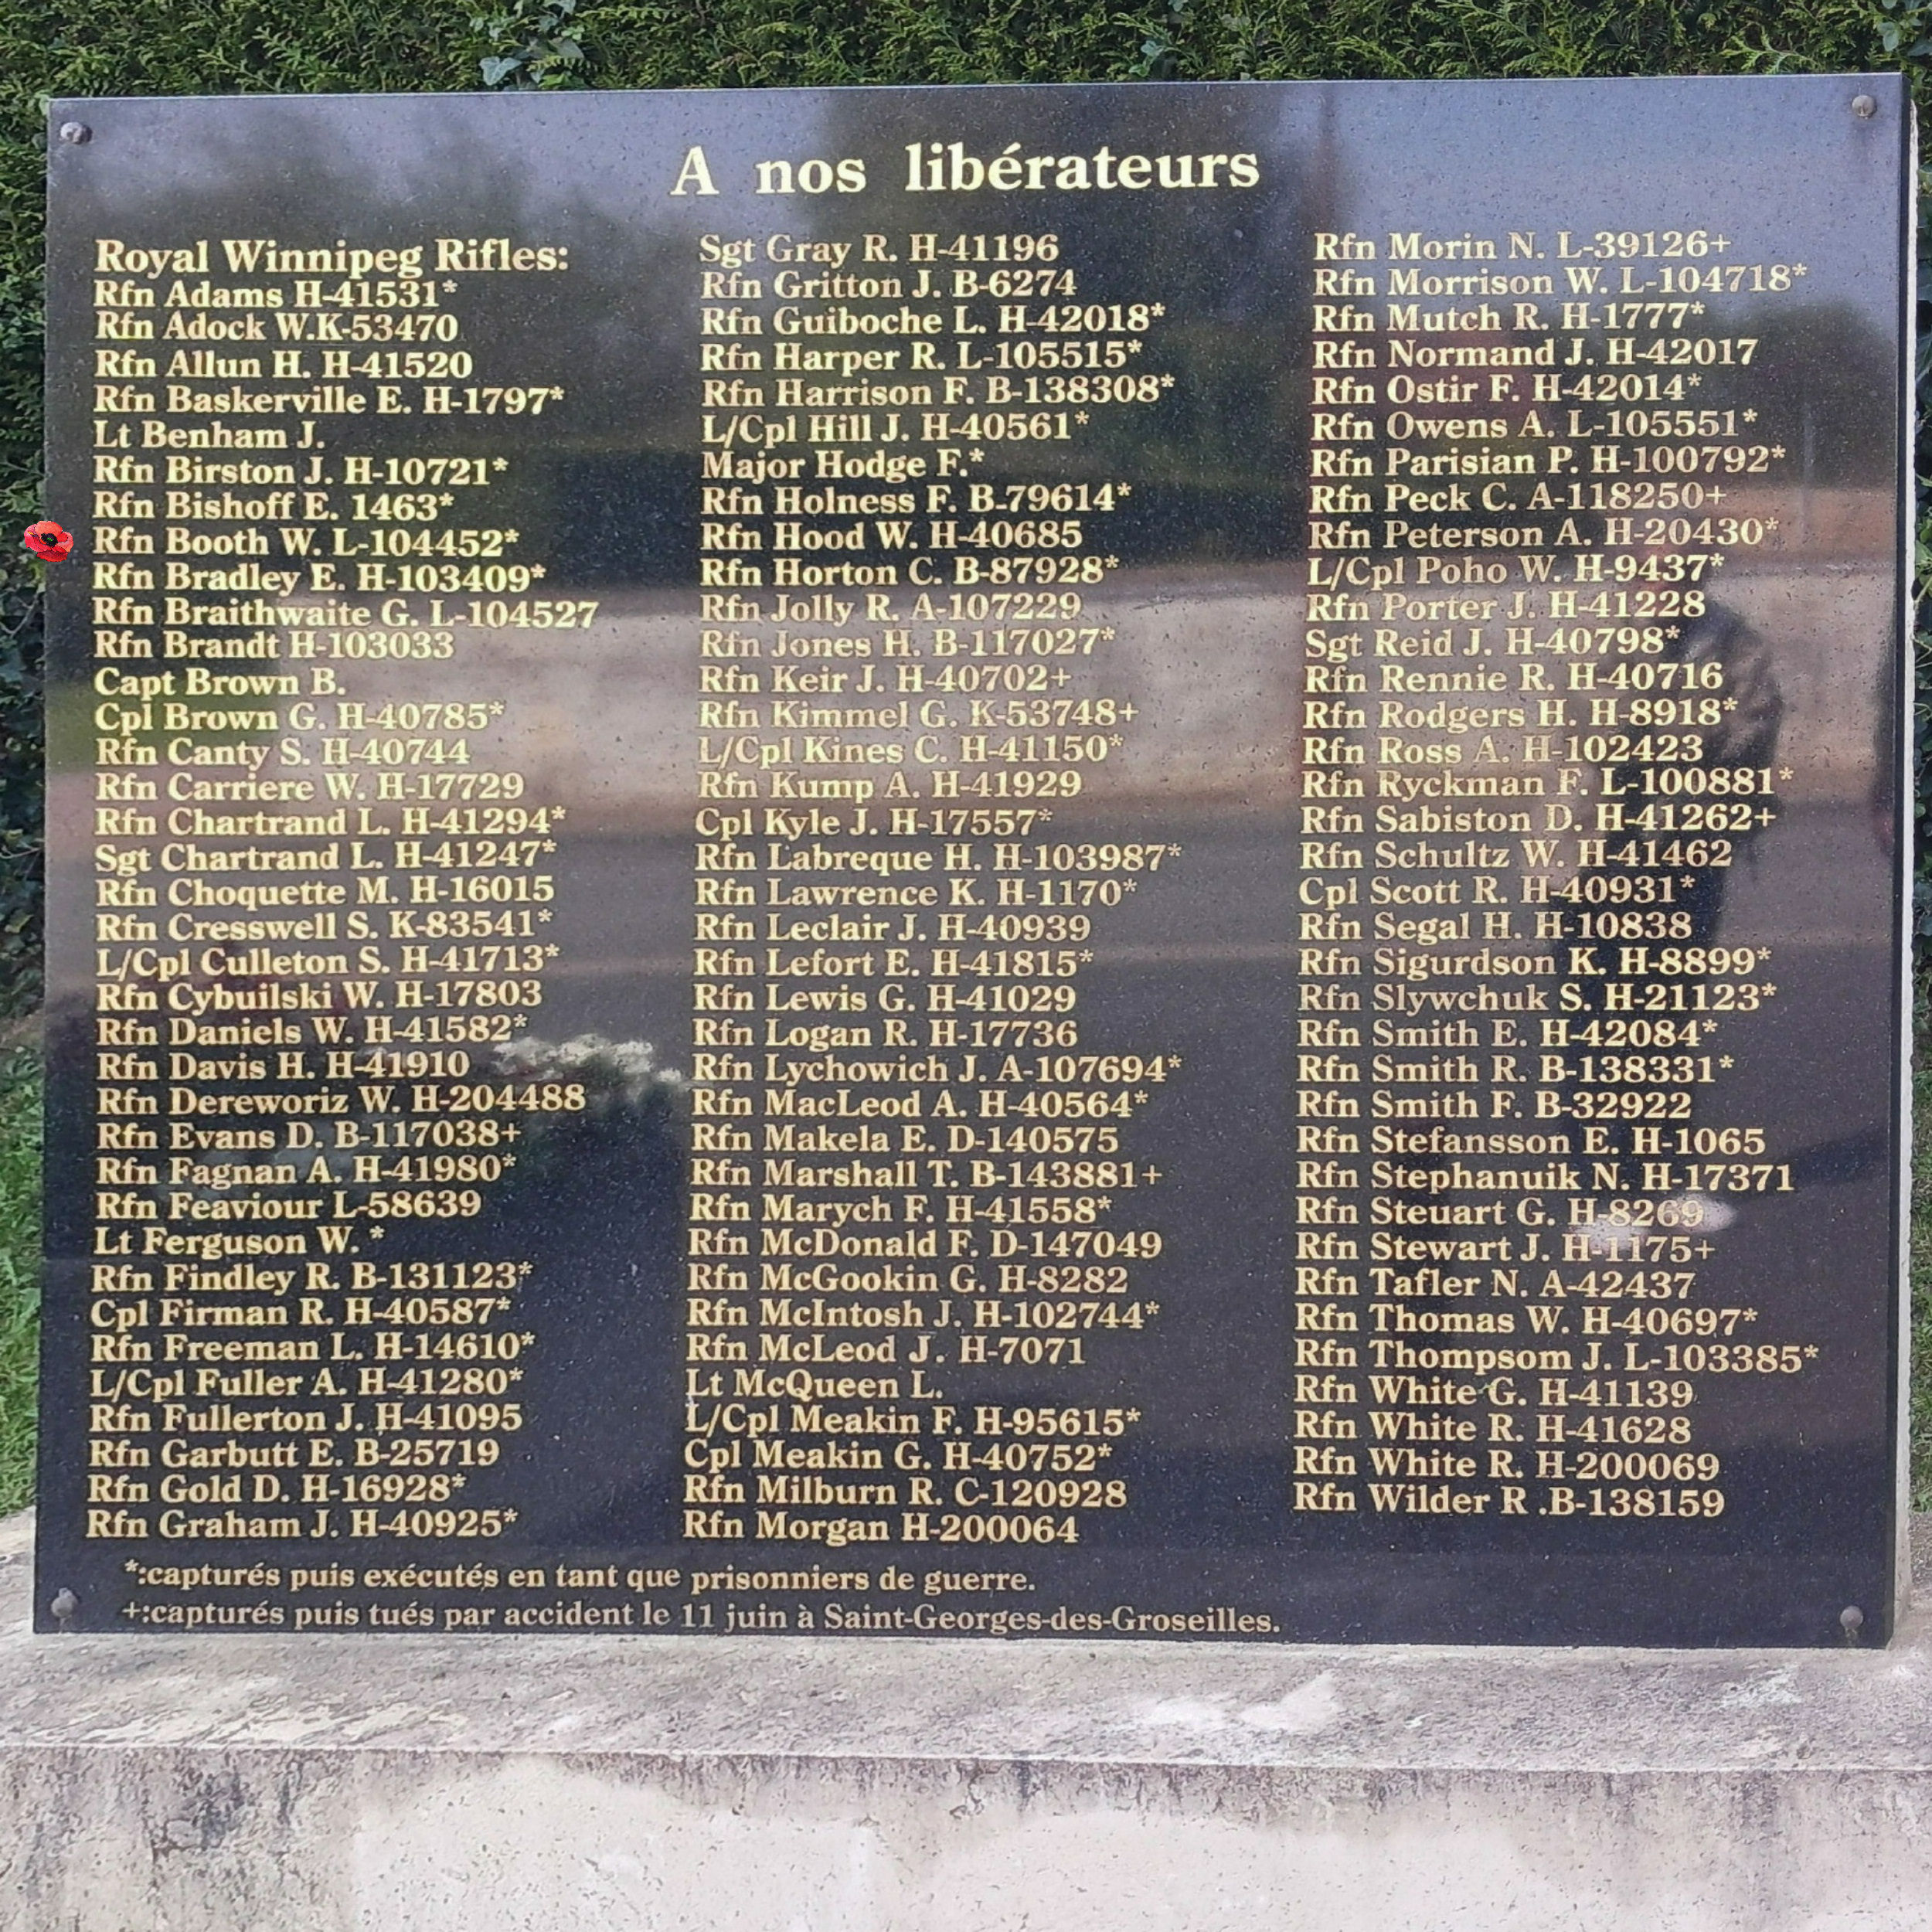 A nos libérateurs
Royal Winnipeg Rifles:
Rfn Adams H-41531*
Rfn Adock W.K-53470
Rfn Allun H. H-41520
Rfn Baskerville E. H-1797*
Lt Benham J.
Rfn Birston J. H-10721*
Rfn Bishoff E. 1463*
Rfn Booth W. L-104452*
Rfn Bradley E. H-103409*
Rfn Braithwaite G. L-104527
Rfn Brandt H-103033
Capt Brown B.
Cpl Brown G. H-40785*
Rfn Canty S. H-40744
Rfn Carriere W. H-17729
Rfn Chartrand L. H-41294*
Sgt Chartrand L. H-41247*
Rfn Choquette M. H-16015
Rfn Cresswell S. K-83541*
L/Cpl Culleton S. H-41713*
Rfn Cybuilski W. H-17803
Rfn Daniels W. H-41582*
Rfn Davis H. H-41910
Rfn Dereworiz W. H-204488
Rfn Evans D. B-117038+
Rfn Fagnan A. H-41980*
Rfn Feaviour L-58639
Lt Ferguson W. *
Rfn Findley R. B-131123*
Cpl Firman R. H-40587*
Rfn Freeman L. H-14610*
L/Cpl Fuller A. H-41280*
Rfn Fullerton J. H-41095
Rfn Garbutt E. B-25719
Rfn Gold D. H-16928*
Rfn Graham J. H-40925*
Sgt Gray R. H-41196
Rfn Gritton J. B-6274
Rfn Guiboche L. H-42018*
Rfn Harper R. L-105515*
Rfn Harrison F. B-138308*
L/Cpl Hill J. H-40561*
Major Hodge F.*
Rfn Holness F. B-79614*
Rfn Hood W. H-40685
Rfn Horton C. B-87928*
Rfn Jolly R. A-107229
Rfn Jones H. B-117027*
Rfn Keir J. H-40702+
Rfn Kimmel G. K-53748+
L/Cpl Kines C. H-41150*
Rfn Kump A. H-41929
Cpl Kyle J. H-17557*
Rfn Labreque H. H-103987*
Rfn Lawrence K. H-1170*
Rfn Leclair J. H-40939
Rfn Lefort E. H-41815*
Rfn Lewis G. H-41029
Rfn Logan R. H-17736
Rfn Lychowich J. A-107694*
Rfn MacLeod A. H-40564*
Rfn Makela E. D-140575
Rfn Marshall T. B-143881+
Rfn Marych F. H-41558*
Rfn McDonald F. D-147049
Rfn McGookin G. H-8282
Rfn McIntosh J. H-102744*
Rfn McLeod J. H-7071
Lt McQueen L.
L/Cpl Meakin F. H-95615*
Cpl Meakin G. H-40752*
Rfn Milburn R. C-120928
Rfn Morgan H-200064
Rfn Morin N. L-39126+
Rfn Morrison W. L-104718*
Rfn Mutch R. H-1777*
Rfn Normand J. H-42017
Rfn Ostir F. H-42014*
Rfn Owens A. L-105551*
Rfn Parisian P. H-100792*
Rfn Peck C. A-118250+
Rfn Peterson A. H-20430*
L/Cpl Poho W. H-9437*
Rfn Porter J. H-41228
Sgt Reid J. H-40798*
Rfn Rennie R. H-40716
Rfn Rodgers H. H-8918*
Rfn Ross A. H-102423
Rfn Ryckman F. L-100881*
Rfn Sabiston D. H-41262+
Rfn Schultz W. H-41462
Cpl Scott R. H-40931*
Rfn Segal H. H-10838
Rfn Sigurdson K. H-8899*
Rfn Slywchuk S. H-21123*
Rfn Smith E. H-42084*
Rfn Smith R. B-138331*
Rfn Smith F. B-32922
Rfn Stefansson E. H-1065
Rfn Stephanuik N. H-17371
Rfn Steuart G. H-8269
Rfn Stewart J. H-1175+
Rfn Tafler N. A-42437
Rfn Thomas W. H-40697*
Rfn Thompsom J. L-103385*
Rfn White G. H-41139
Rfn White R. H-41628
Rfn White R. H-200069
Rfn Wilder R .B-138159
*:capturés puis exécutés en tant que prisonniers de guerre.
+:capturés puis tués par accident le 11 juin à Saint-Georges-des-Groseilles.